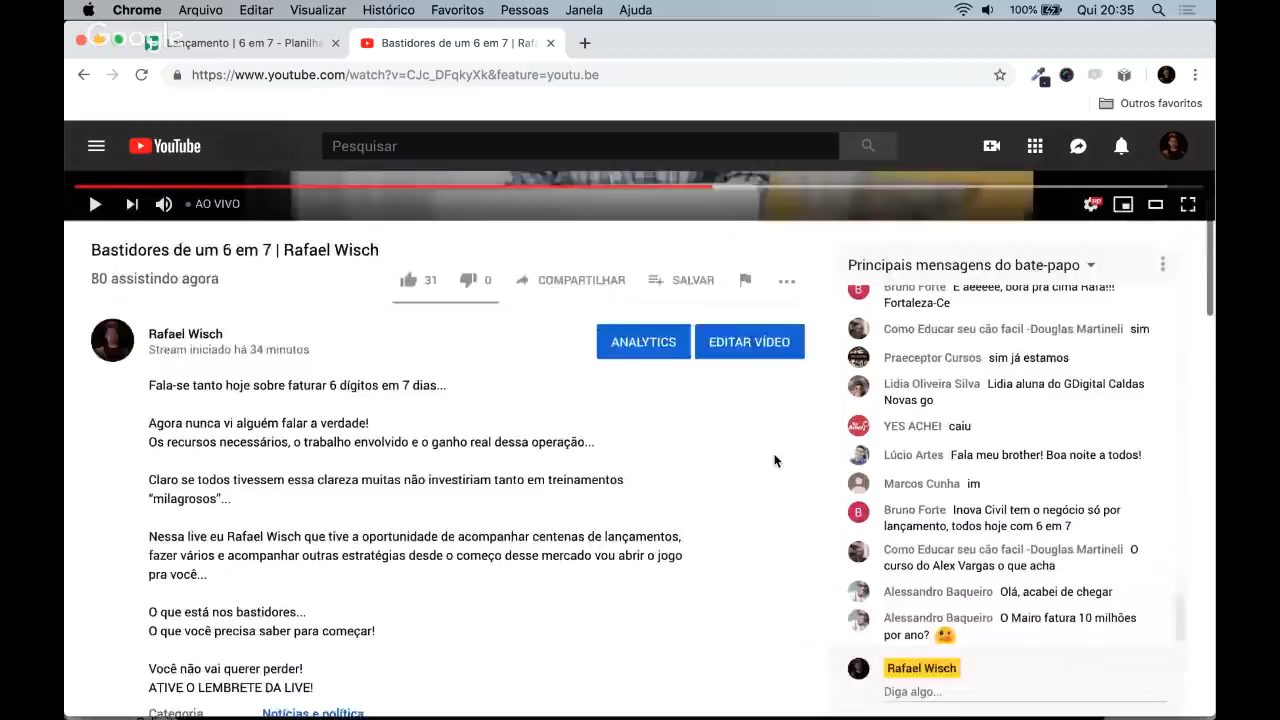 Chrome Arquivo Editar Visualizar Histórico Favoritos Pessoas Janela Ajuda 100% Qui 20:35
Google
Lançamento | 6 em 7 - Planilha
Bastidores de um 6 em 7 | Raf
https://www.youtube.com/watch?v=CJc_DFqkyXk&feature=youtu.be
Outros favoritos
YouTube
Pesquisar
AO VIVO
HD
Bastidores de um 6 em 7 | Rafael Wisch
80 assistindo agora
31 0 COMPARTILHAR SALVAR
Rafael Wisch
Stream iniciado há 34 minutos
ANALYTICS
EDITAR VÍDEO
Fala-se tanto hoje sobre faturar 6 dígitos em 7 dias...
Agora nunca vi alguém falar a verdade!
Os recursos necessários, o trabalho envolvido e o ganho real dessa operação...
Claro se todos tivessem essa clareza muitas não investiriam tanto em treinamentos
“milagrosos”...
Nessa live eu Rafael Wisch que tive a oportunidade de acompanhar centenas de lançamentos,
fazer vários e acompanhar outras estratégias desde o começo desse mercado vou abrir o jogo
pra você...
O que está nos bastidores...
O que você precisa saber para começar!
Você não vai querer perder!
ATIVE O LEMBRETE DA LIVE!
Categoria Notícias e política
Principais mensagens do bate-papo
B Bruno Forte E aeeeee, bora pra cima Rafa!!!
Fortaleza-Ce
Como Educar seu cão facil -Douglas Martineli sim
Praeceptor Cursos sim já estamos
Lidia Oliveira Silva Lidia aluna do GDigital Caldas
Novas go
YES ACHEI caiu
Lúcio Artes Fala meu brother! Boa noite a todos!
Marcos Cunha im
B Bruno Forte Inova Civil tem o negócio só por
lançamento, todos hoje com 6 em 7
Como Educar seu cão facil -Douglas Martineli O
curso do Alex Vargas o que acha
Alessandro Baqueiro Olá, acabei de chegar
Alessandro Baqueiro O Mairo fatura 10 milhões
por ano?
Rafael Wisch
Diga algo...